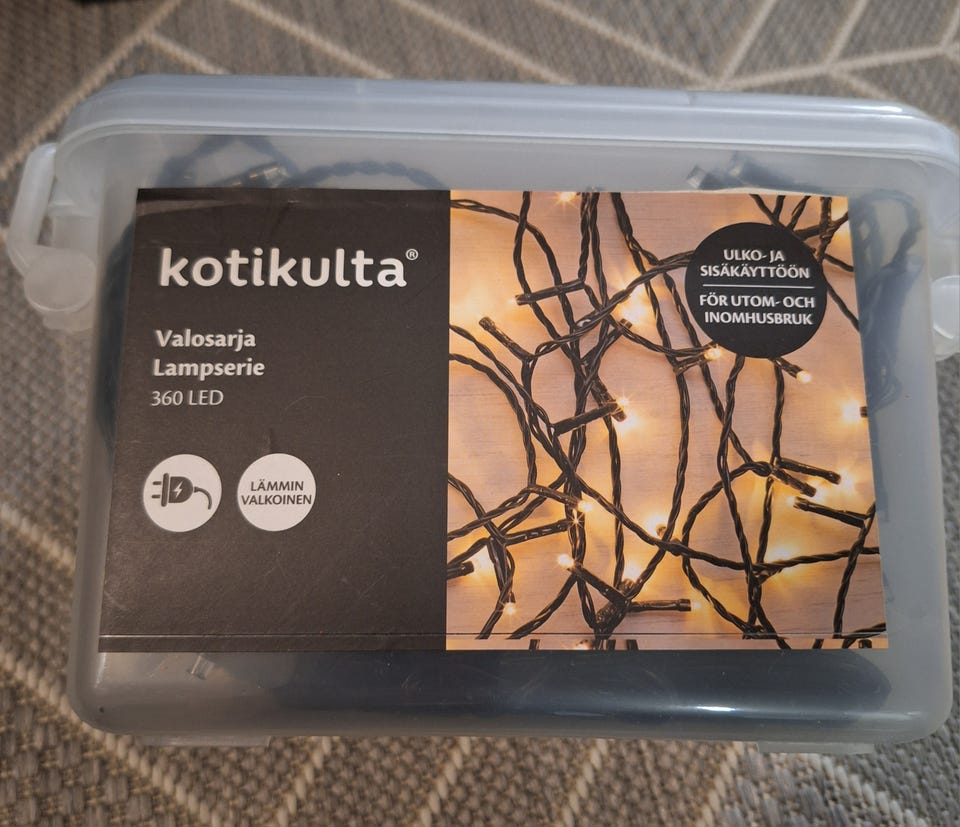 kotikulta®
Valosarja
Lampserie
360 LED
LÄMMIN
VALKOINEN
ULKO- JA
SISÄKÄYTTÖÖN
FÖR UTOM- OCH
INOMHUSBRUK